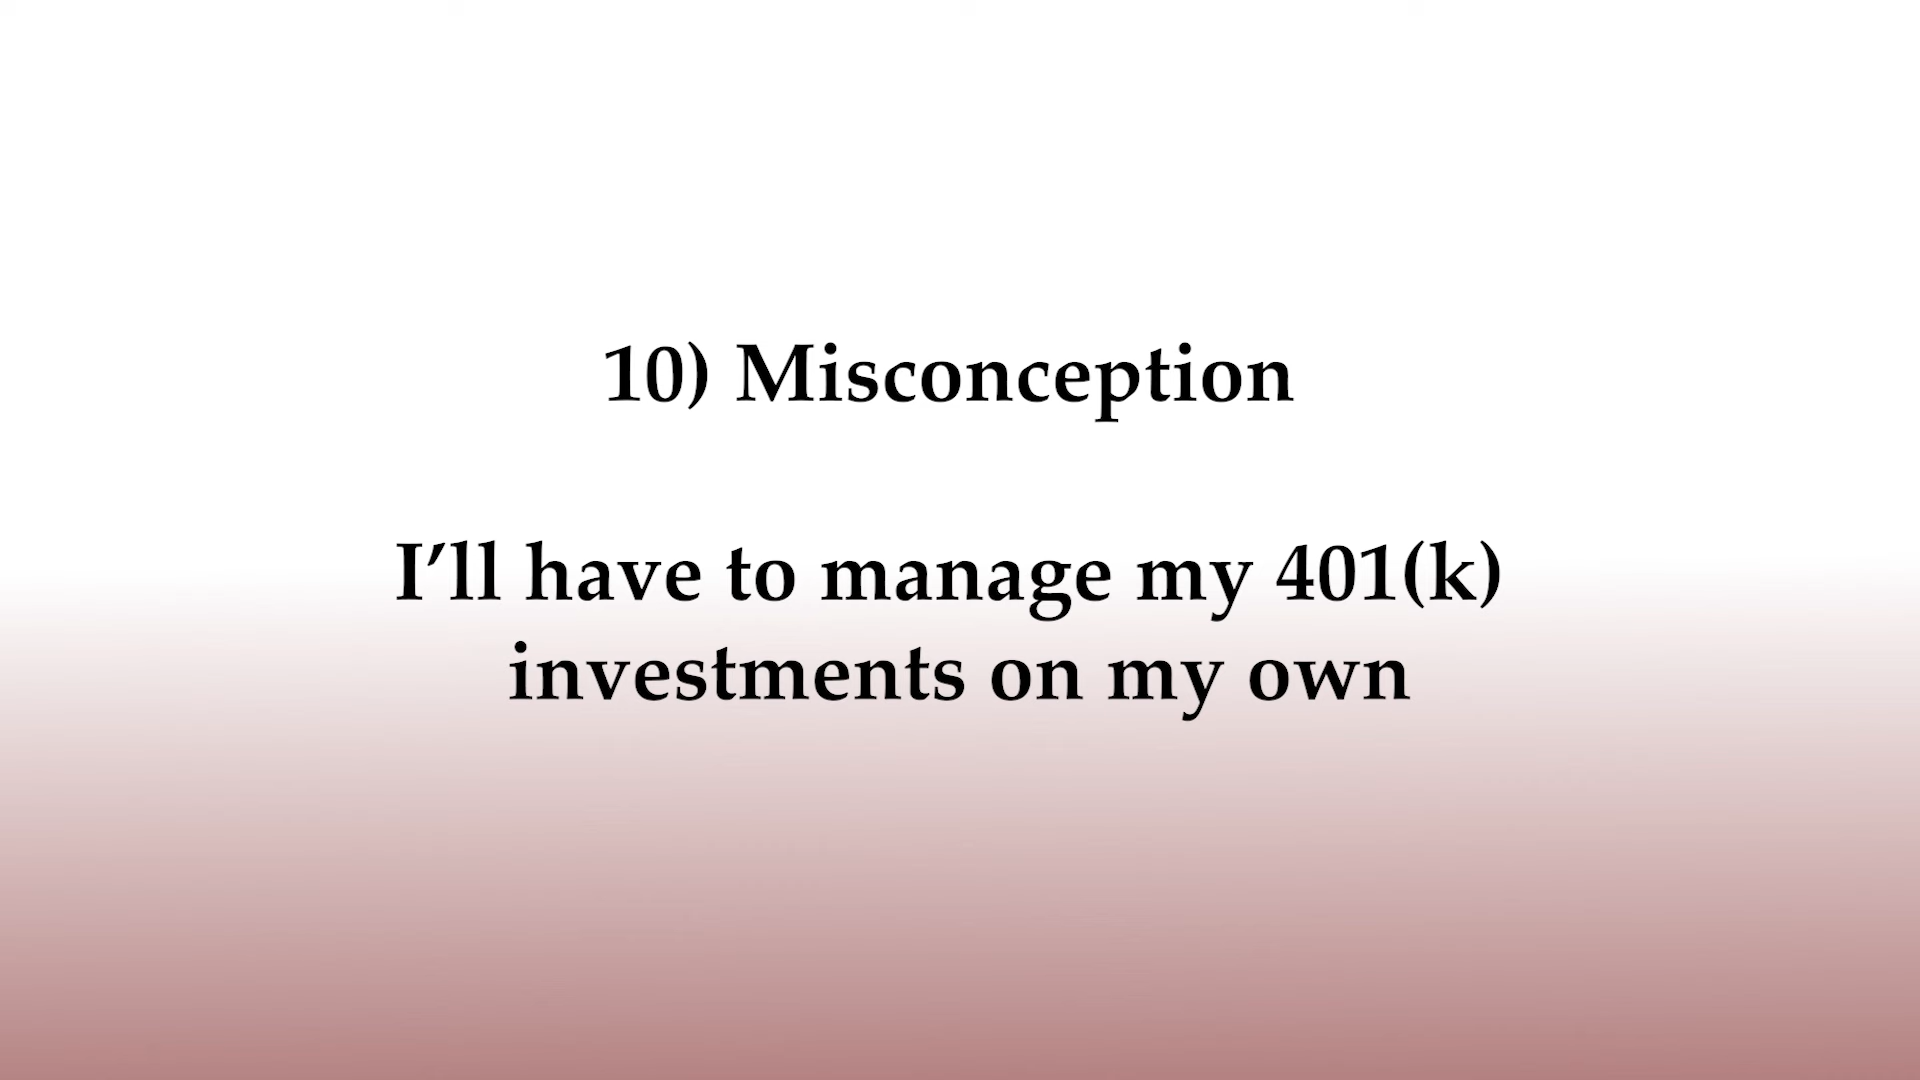 10) Misconception
I’ll have to manage my 401(k)
investments on my own